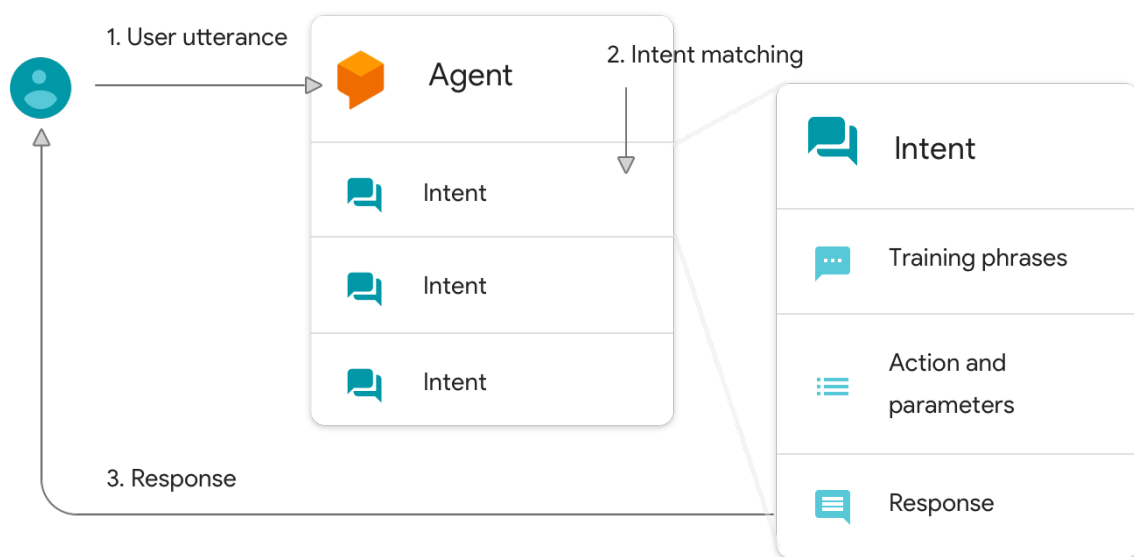 1. User utterance
Agent
2. Intent matching
Intent
Intent
Intent
Intent
Training phrases
Action and
parameters
Response
3. Response